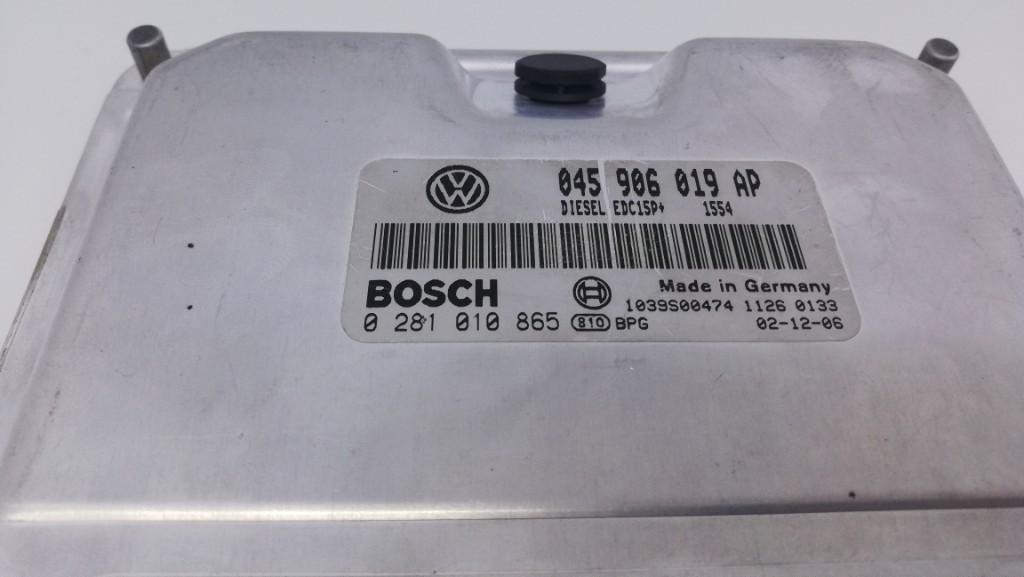 045 906 019 AP
DIESEL EDC15P+ 1554
BOSCH Made in Germany
1039S00474 1126 0133
0 281 010 865 810 BPG 02-12-06